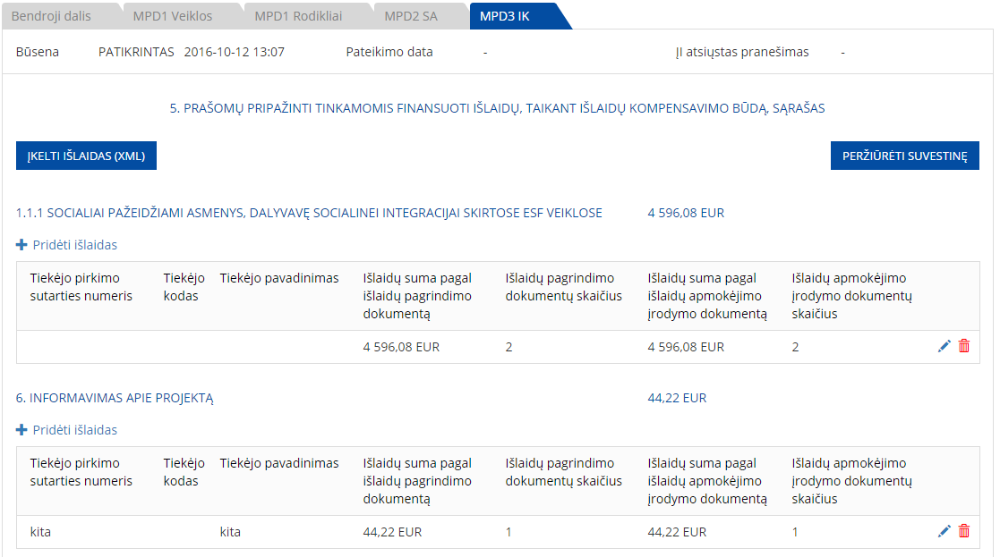 Bendroji dalis MPD1 Veiklos MPD1 Rodikliai MPD2 SA MPD3 IK
Būsena PATIKRINTAS 2016-10-12 13:07 Pateikimo data - ĮI atsiųstas pranešimas -
5. PRAŠOMŲ PRIPAŽINTI TINKAMOMIS FINANSUOTI IŠLAIDŲ, TAIKANT IŠLAIDŲ KOMPENSAVIMO BŪDĄ, SĄRAŠAS
ĮKELTI IŠLAIDAS (XML) PERŽIŪRĖTI SUVESTINĘ
1.1.1 SOCIALIAI PAŽEIDŽIAMI ASMENYS, DALYVAVĘ SOCIALINEI INTEGRACIJAI SKIRTOSE ESF VEIKLOSE 4 596,08 EUR
Pridėti išlaidas
Tiekėjo pirkimo Tiekėjo Tiekėjo pavadinimas Išlaidų suma pagal Išlaidų pagrindimo Išlaidų suma pagal Išlaidų apmokėjimo
sutarties numeris kodas išlaidų pagrindimo dokumentų skaičius išlaidų apmokėjimo įrodymo dokumentų
dokumentą įrodymo dokumentą skaičius
4 596,08 EUR 2 4 596,08 EUR 2
6. INFORMAVIMAS APIE PROJEKTĄ 44,22 EUR
Pridėti išlaidas
Tiekėjo pirkimo Tiekėjo Tiekėjo pavadinimas Išlaidų suma pagal Išlaidų pagrindimo Išlaidų suma pagal Išlaidų apmokėjimo
sutarties numeris kodas išlaidų pagrindimo dokumentų skaičius išlaidų apmokėjimo įrodymo dokumentų
dokumentą įrodymo dokumentą skaičius
kita kita 44,22 EUR 1 44,22 EUR 1